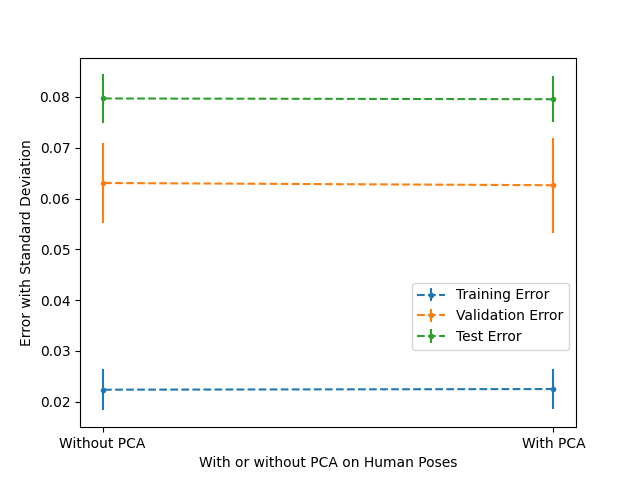 0.08
0.07
0.06
0.05
0.04
0.03
0.02
Error with Standard Deviation
Training Error
Validation Error
Test Error
Without PCA
With PCA
With or without PCA on Human Poses